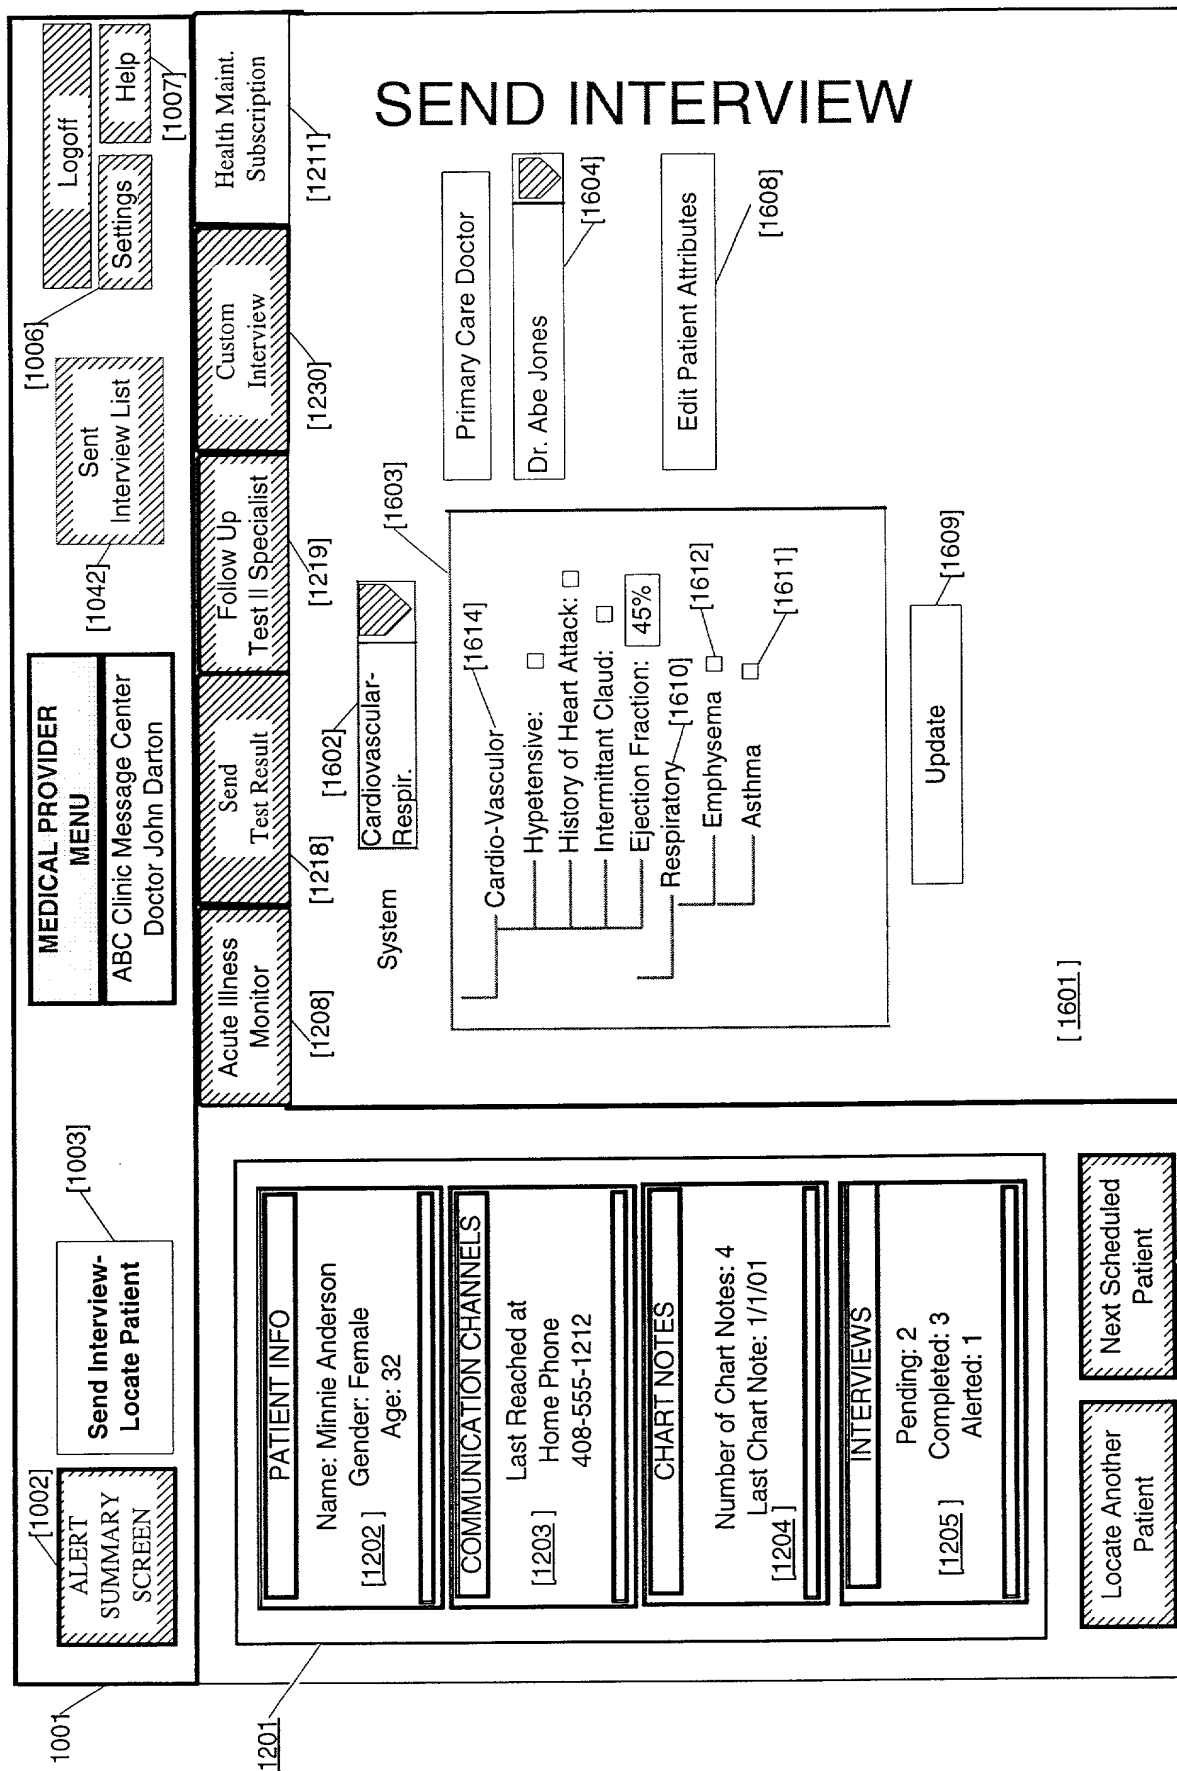 1001
[1002]
ALERT
SUMMARY
SCREEN
Send Interview-
Locate Patient
[1003]
MEDICAL PROVIDER
MENU
ABC Clinic Message Center
Doctor John Darton
[1042]
Sent
Interview List
[1006]
Logoff
Settings
Help
[1007]
Acute Illness
Monitor
[1208]
Send
Test Result
[1218]
Follow Up
Test || Specialist
[1219]
Custom
Interview
[1230]
Health Maint.
Subscription
[1211]
1201
PATIENT INFO
Name: Minnie Anderson
Gender: Female
Age: 32
[1202]
COMMUNICATION CHANNELS
Last Reached at
Home Phone
408-555-1212
[1203]
CHART NOTES
Number of Chart Notes: 4
Last Chart Note: 1/1/01
[1204]
INTERVIEWS
Pending: 2
Completed: 3
Alerted: 1
[1205]
Locate Another
Patient
Next Scheduled
Patient
SEND INTERVIEW
System
[1602]
Cardiovascular-
Respir.
[1603]
Cardio-Vasculor
[1614]
Hypetensive:
History of Heart Attack:
Intermittant Claud:
Ejection Fraction: 45%
Respiratory
[1610]
Emphysema
[1612]
Asthma
[1611]
Primary Care Doctor
Dr. Abe Jones
[1604]
Edit Patient Attributes
[1608]
Update
[1609]
[1601]